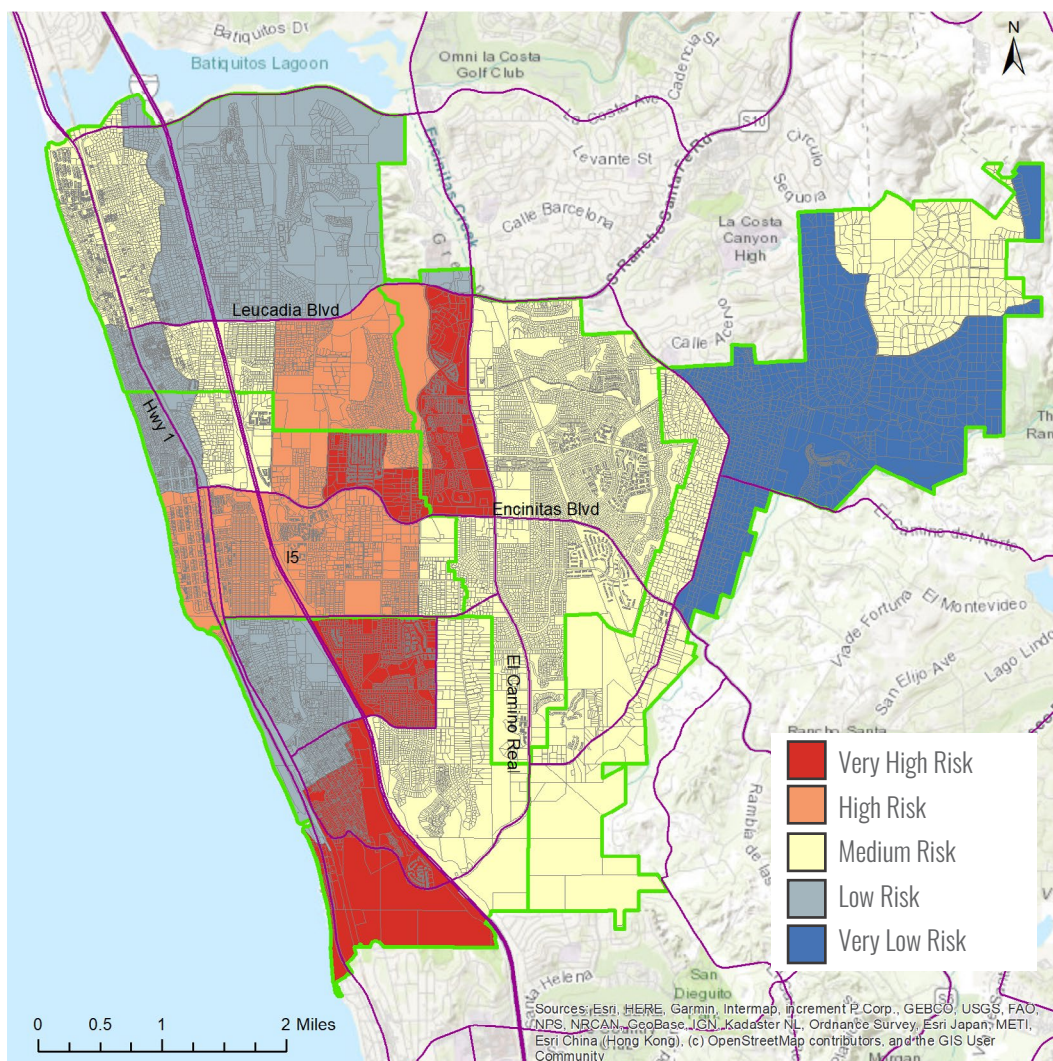 Batiquitos Dr
Batiquitos Lagoon
Omni la Costa
Golf Club
Cadencia St
La Costa Ave
N
S10
Levante St
S Rancho Santa Fe Rd
Circulo
Sequoia
Encinitas Creek
Calle Barcelona
La Costa
Canyon
High
Leucadia Blvd
Calle Acer
Hwy 1
Encinitas Blvd
I5
El Camino del Norte
El Montevideo
Via de Fortuna
San Elijo Ave
Lago Lindo
El Camino Real
Rancho Santa
Rambla de las
Very High Risk
High Risk
Medium Risk
Low Risk
Very Low Risk
Santa Helena
San
Dieguito
0 0.5 1 2 Miles
Sources: Esri, HERE, Garmin, Intermap, increment P Corp., GEBCO, USGS, FAO,
NPS, NRCAN, GeoBase, IGN, Kadaster NL, Ordnance Survey, Esri Japan, METI,
Esri China (Hong Kong), (c) OpenStreetMap contributors, and the GIS User
Community
Morgan